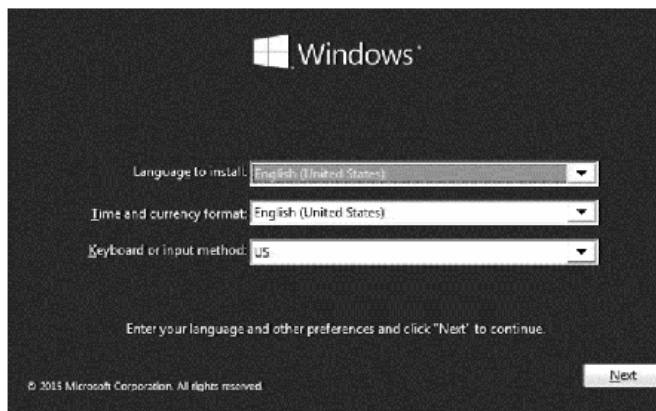 Windows
Language to install: English (United States)
Time and currency format: English (United States)
Keyboard or input method: US
Enter your language and other preferences and click "Next" to continue.
Next
© 2015 Microsoft Corporation. All rights reserved.